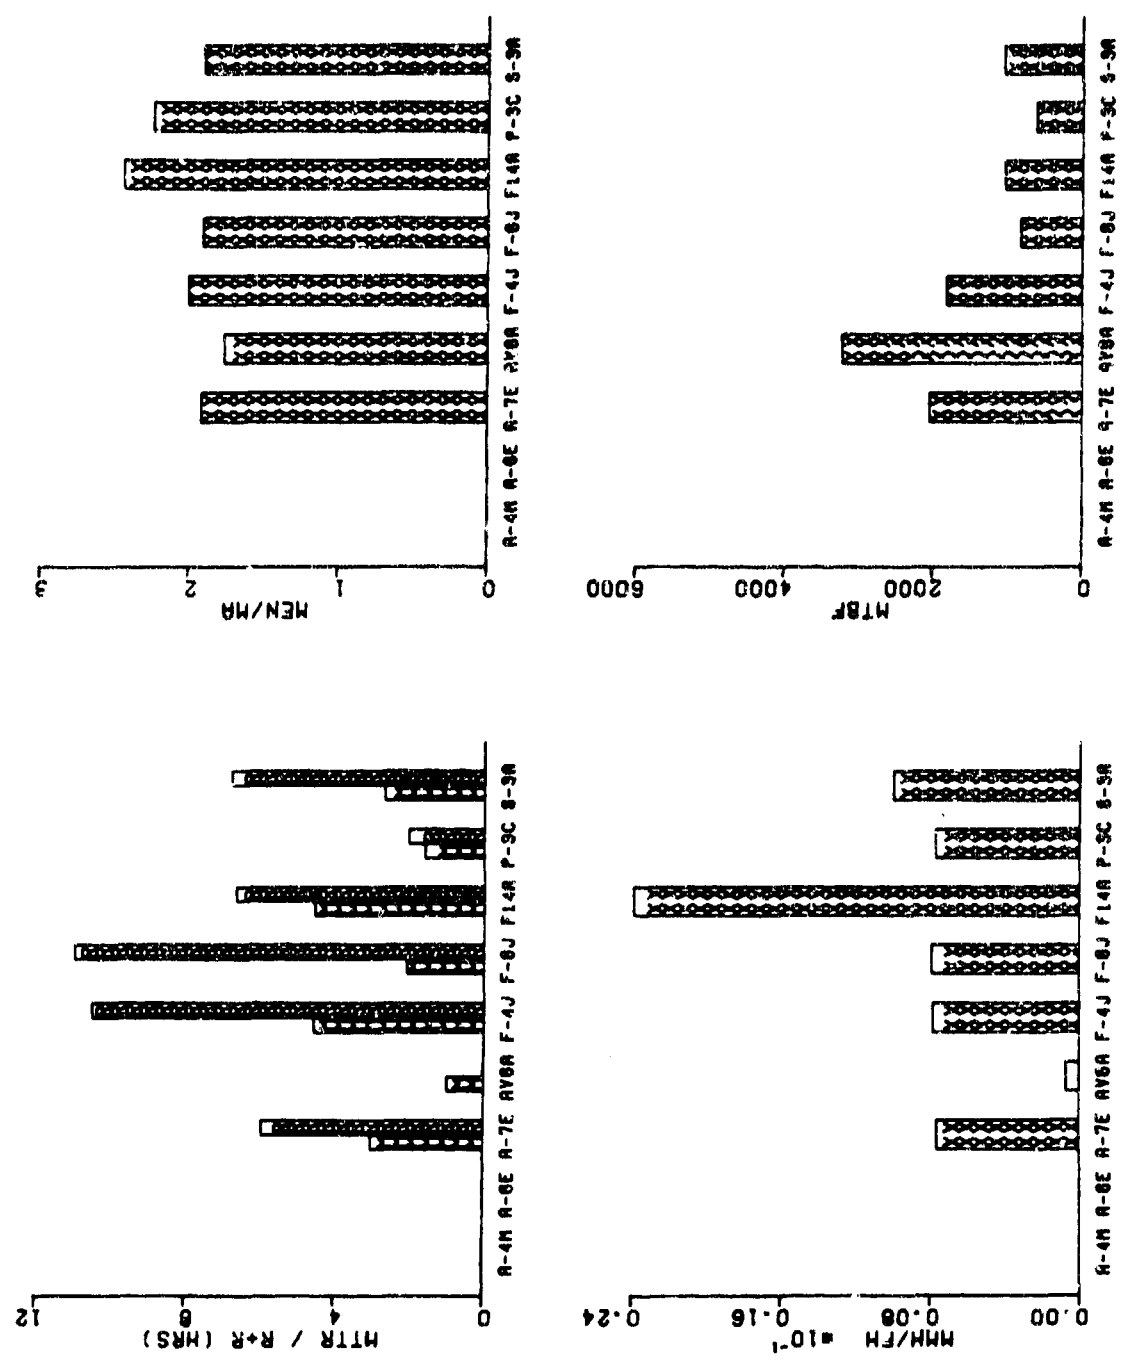 3
2
1
0
MEN/MA
A-4M A-6E A-7E AV8A F-4J F-8J F14A P-3C S-3A
6000
4000
2000
0
MTBF
A-4M A-6E A-7E AV8A F-4J F-8J F14A P-3C S-3A
12
8
4
0
MTTR / R+R (HRS)
A-4M A-6E A-7E AV8A F-4J F-8J F14A P-3C S-3A
0.24
0.16
0.08
0.00
MMH/FH *10⁻¹
A-4M A-6E A-7E AV8A F-4J F-8J F14A P-3C S-3A